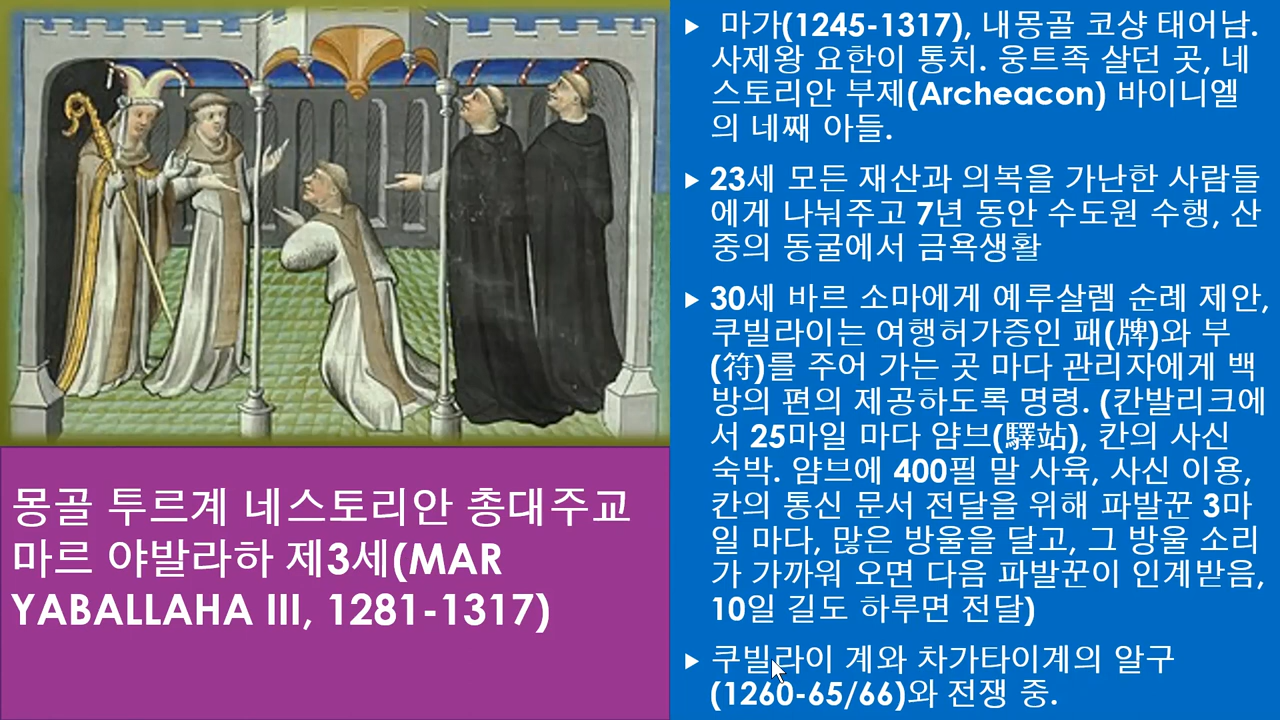 몽골 투르계 네스토리안 총대주교
마르 야발라하 제3세(MAR
YABALLAHA III, 1281-1317)
마가(1245-1317), 내몽골 코샹 태어남.
사제왕 요한이 통치. 웅트족 살던 곳, 네
스토리안 부제(Archeacon) 바이니엘
의 네째 아들.
23세 모든 재산과 의복을 가난한 사람들
에게 나눠주고 7년 동안 수도원 수행, 산
중의 동굴에서 금욕생활
30세 바르 소마에게 예루살렘 순례 제안,
쿠빌라이는 여행허가증인 패(牌)와 부
(符)를 주어 가는 곳 마다 관리자에게 백
방의 편의 제공하도록 명령. (칸발리크에
서 25마일 마다 얌브(驛站), 칸의 사신
숙박. 얌브에 400필 말 사육, 사신 이용,
칸의 통신 문서 전달을 위해 파발꾼 3마
일 마다, 많은 방울을 달고, 그 방울 소리
가 가까워 오면 다음 파발꾼이 인계받음,
10일 길도 하루면 전달)
쿠빌라이 계와 차가타이계의 알구
(1260-65/66)와 전쟁 중.